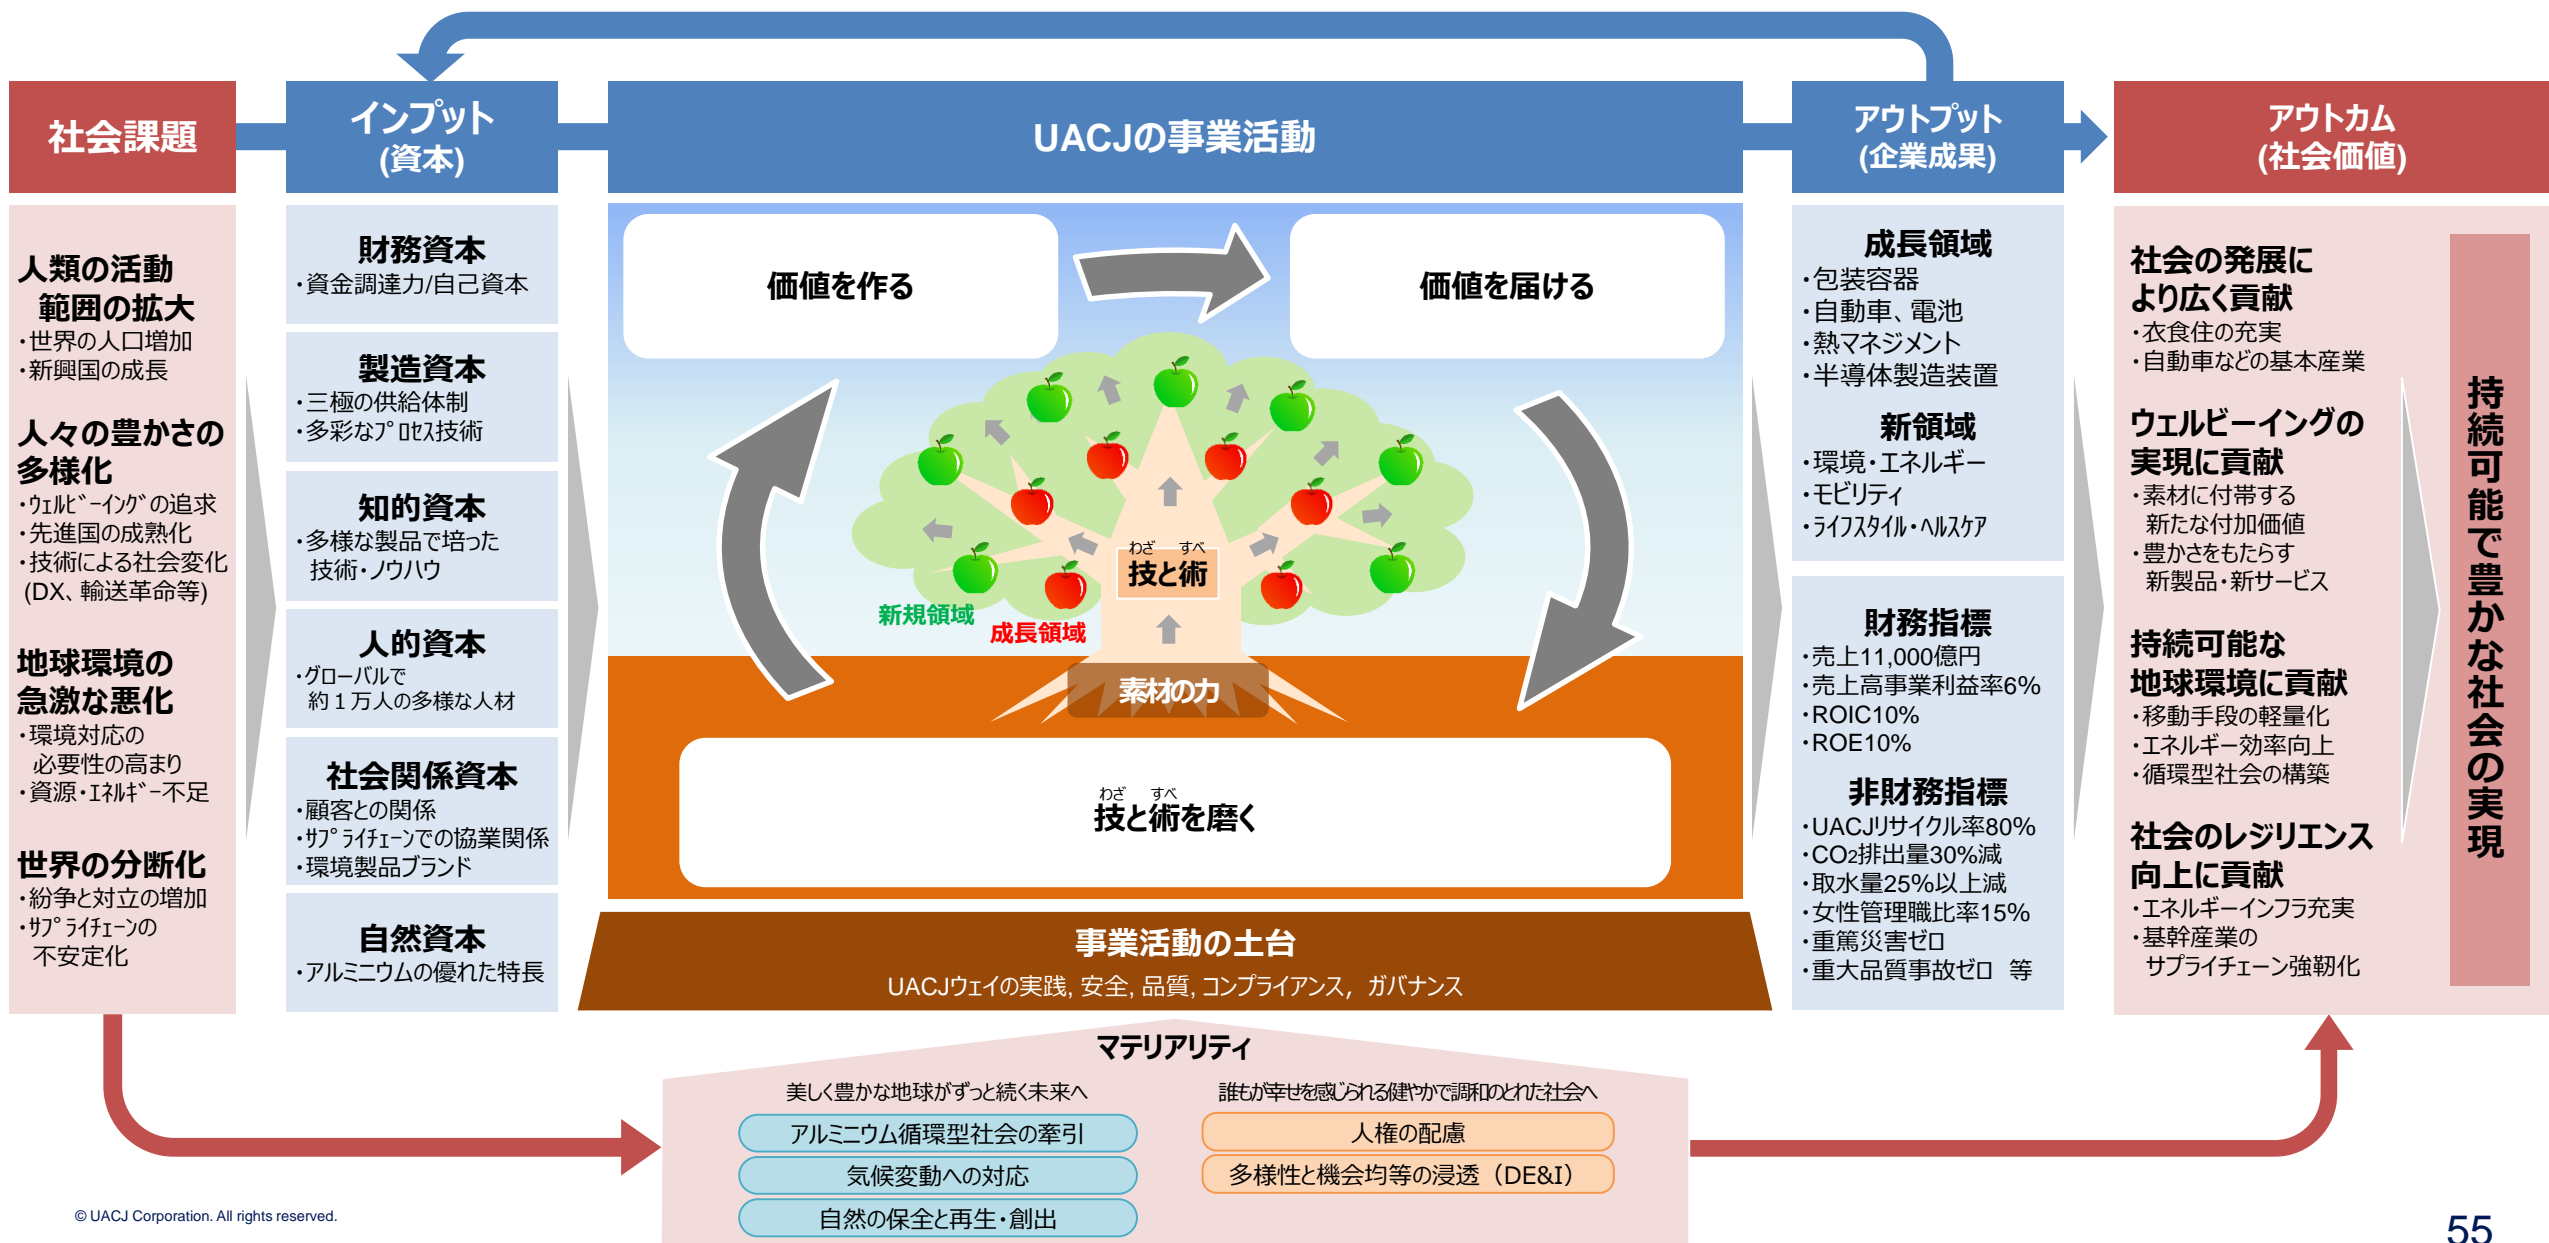 社会課題
インプット
(資本)
UACJの事業活動
アウトプット
(企業成果)
アウトカム
(社会価値)
人類の活動
範囲の拡大
・世界の人口増加
・新興国の成長
人々の豊かさの
多様化
・ｳｪﾙﾋﾞｰｲﾝｸﾞの追求
・先進国の成熟化
・技術による社会変化
(DX、輸送革命等)
地球環境の
急激な悪化
・環境対応の
必要性の高まり
・資源・ｴﾈﾙｷﾞｰ不足
世界の分断化
・紛争と対立の増加
・ｻﾌﾟﾗｲﾁｪｰﾝの
不安定化
財務資本
・資金調達力/自己資本
製造資本
・三極の供給体制
・多彩なﾌﾟﾛｾｽ技術
知的資本
・多様な製品で培った
技術・ノウハウ
人的資本
・グローバルで
約１万人の多様な人材
社会関係資本
・顧客との関係
・ｻﾌﾟﾗｲﾁｪｰﾝでの協業関係
・環境製品ブランド
自然資本
・アルミニウムの優れた特長
価値を作る
価値を届ける
わざ すべ
技と術
新規領域
成長領域
素材の力
わざ すべ
技と術を磨く
事業活動の土台
UACJウェイの実践, 安全, 品質, コンプライアンス, ガバナンス
成長領域
・包装容器
・自動車、電池
・熱マネジメント
・半導体製造装置
新領域
・環境・エネルギー
・モビリティ
・ﾗｲﾌｽﾀｲﾙ・ﾍﾙｽｹｱ
財務指標
・売上11,000億円
・売上高事業利益率6%
・ROIC10%
・ROE10%
非財務指標
・UACJリサイクル率80%
・CO₂排出量30%減
・取水量25%以上減
・女性管理職比率15%
・重篤災害ゼロ
・重大品質事故ゼロ 等
社会の発展に
より広く貢献
・衣食住の充実
・自動車などの基本産業
ウェルビーイングの
実現に貢献
・素材に付帯する
新たな付加価値
・豊かさをもたらす
新製品・新サービス
持続可能な
地球環境に貢献
・移動手段の軽量化
・エネルギー効率向上
・循環型社会の構築
社会のレジリエンス
向上に貢献
・エネルギーインフラ充実
・基幹産業の
サプライチェーン強靭化
持続可能で豊かな社会の実現
マテリアリティ
美しく豊かな地球がずっと続く未来へ
アルミニウム循環型社会の牽引
気候変動への対応
自然の保全と再生・創出
誰もが幸せを感じられる健やかで調和のとれた社会へ
人権の配慮
多様性と機会均等の浸透（DE&I）
© UACJ Corporation. All rights reserved.
55